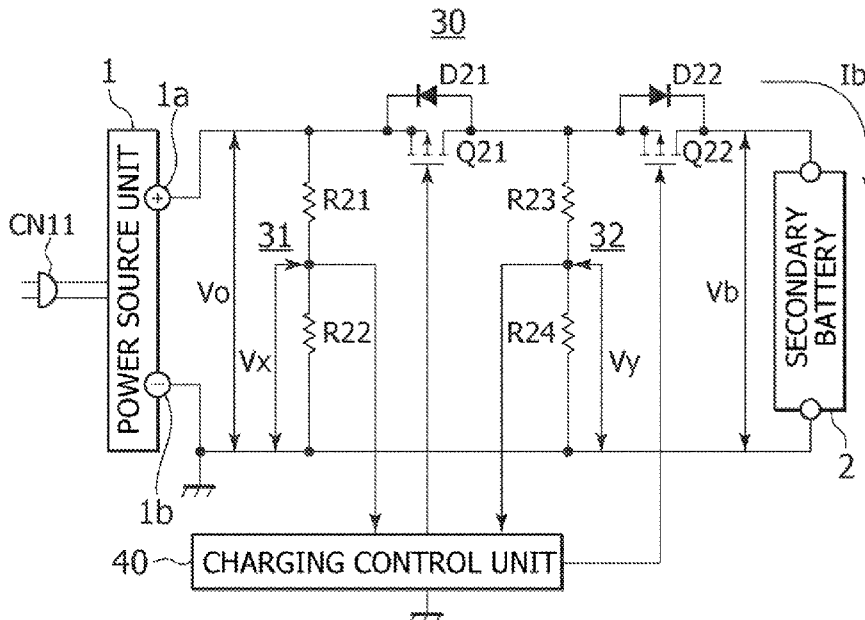 30
D21
D22
Ib
1
1a
Q21
Q22
+
R21
R23
CN11
POWER SOURCE UNIT
31
32
SECONDARY
BATTERY
Vo
Vb
R22
R24
Vx
Vy
-
1b
2
40
CHARGING CONTROL UNIT